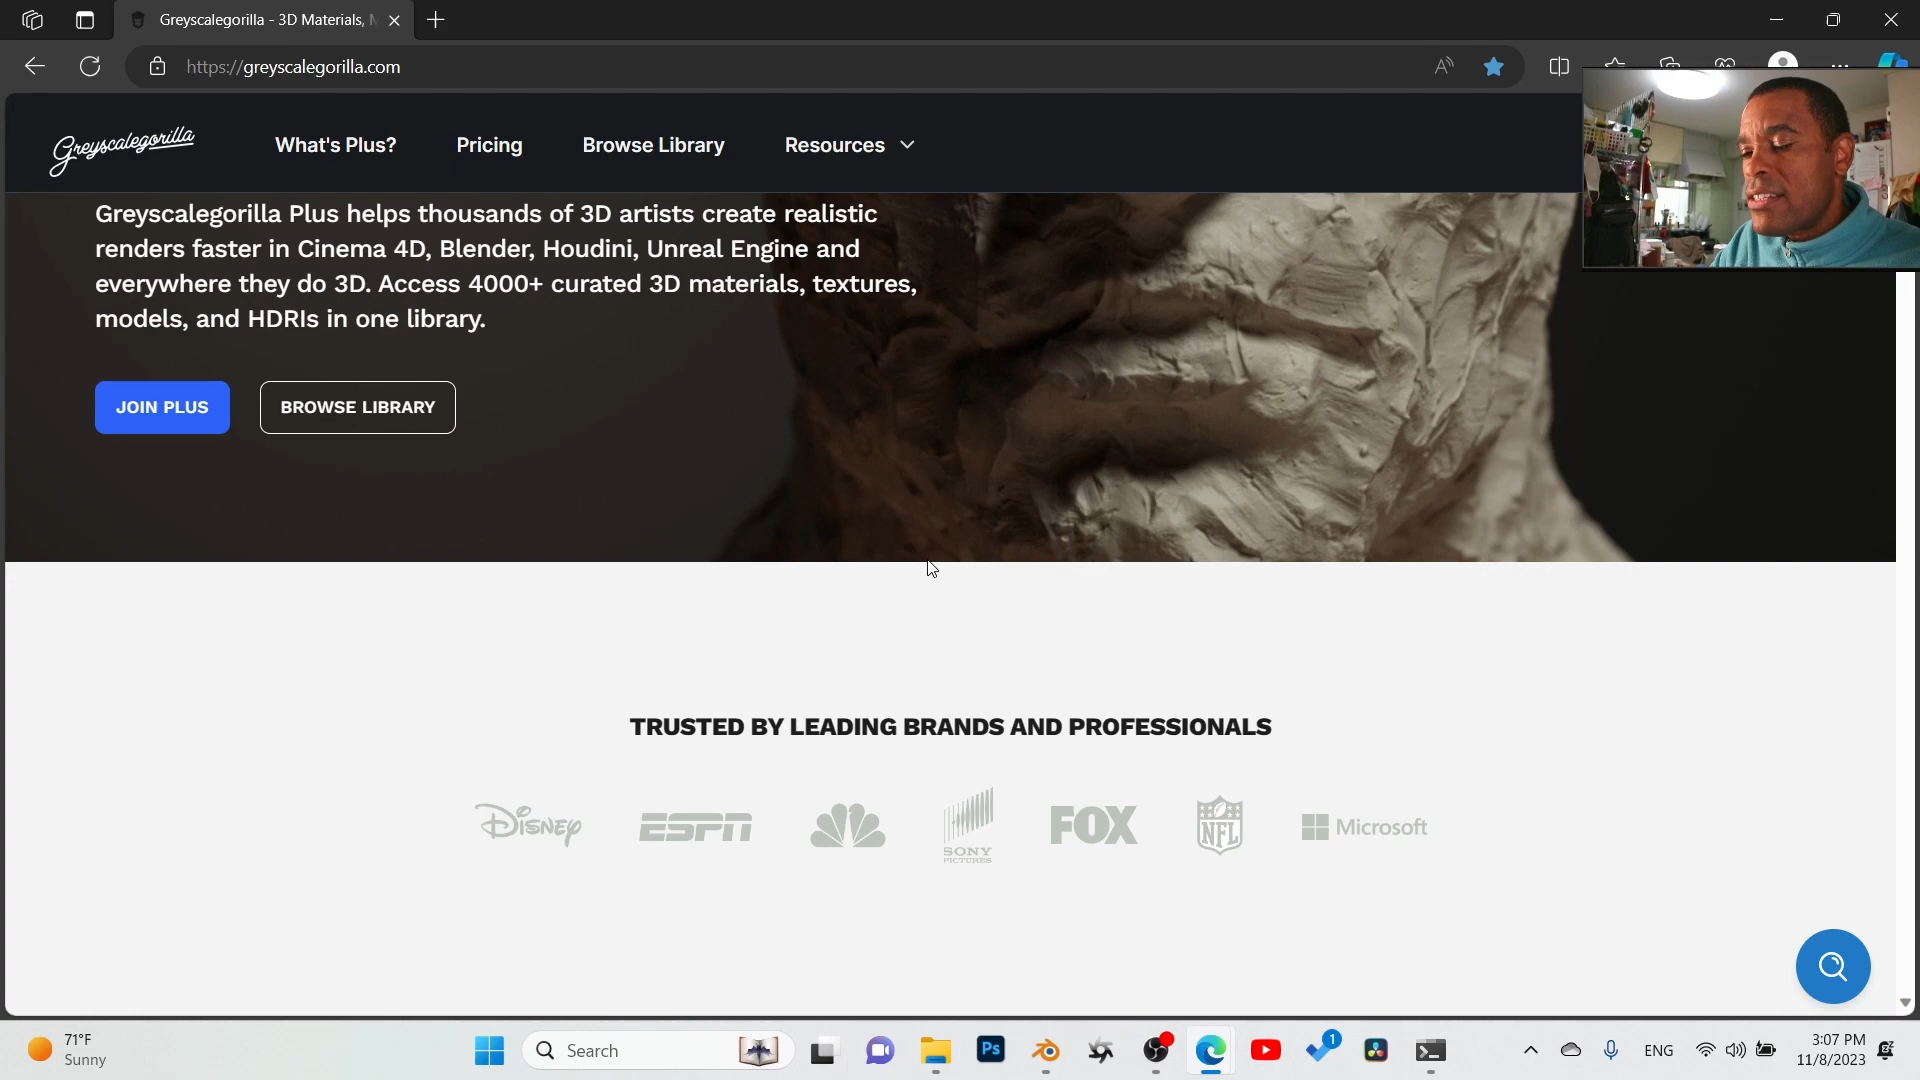 Greyscalegorilla - 3D Materials,
https://greyscalegorilla.com
Greyscalegorilla
What's Plus?
Pricing
Browse Library
Resources
Greyscalegorilla Plus helps thousands of 3D artists create realistic
renders faster in Cinema 4D, Blender, Houdini, Unreal Engine and
everywhere they do 3D. Access 4000+ curated 3D materials, textures,
models, and HDRIs in one library.
JOIN PLUS
BROWSE LIBRARY
TRUSTED BY LEADING BRANDS AND PROFESSIONALS
Disney
ESPN
SONY
PICTURES
FOX
NFL
Microsoft
71°F
Sunny
Search
Ps
1
ENG
3:07 PM
11/8/2023